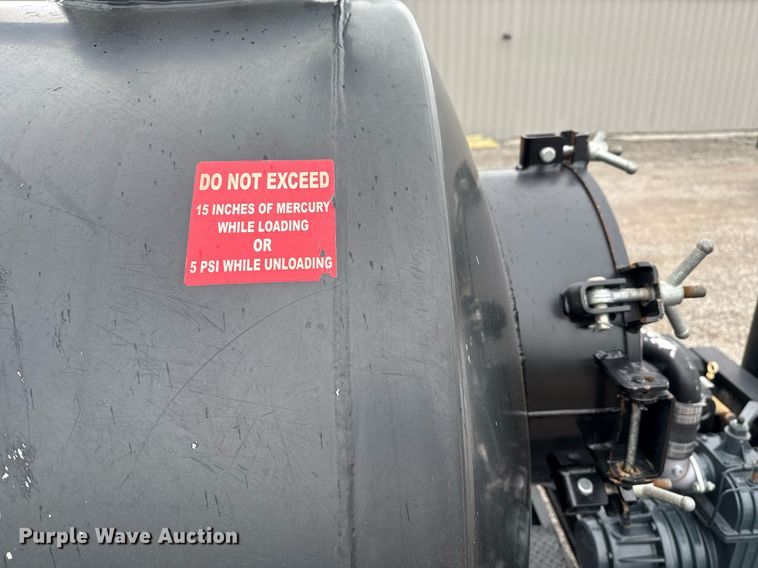 DO NOT EXCEED
15 INCHES OF MERCURY
WHILE LOADING
OR
5 PSI WHILE UNLOADING
Purple Wave Auction